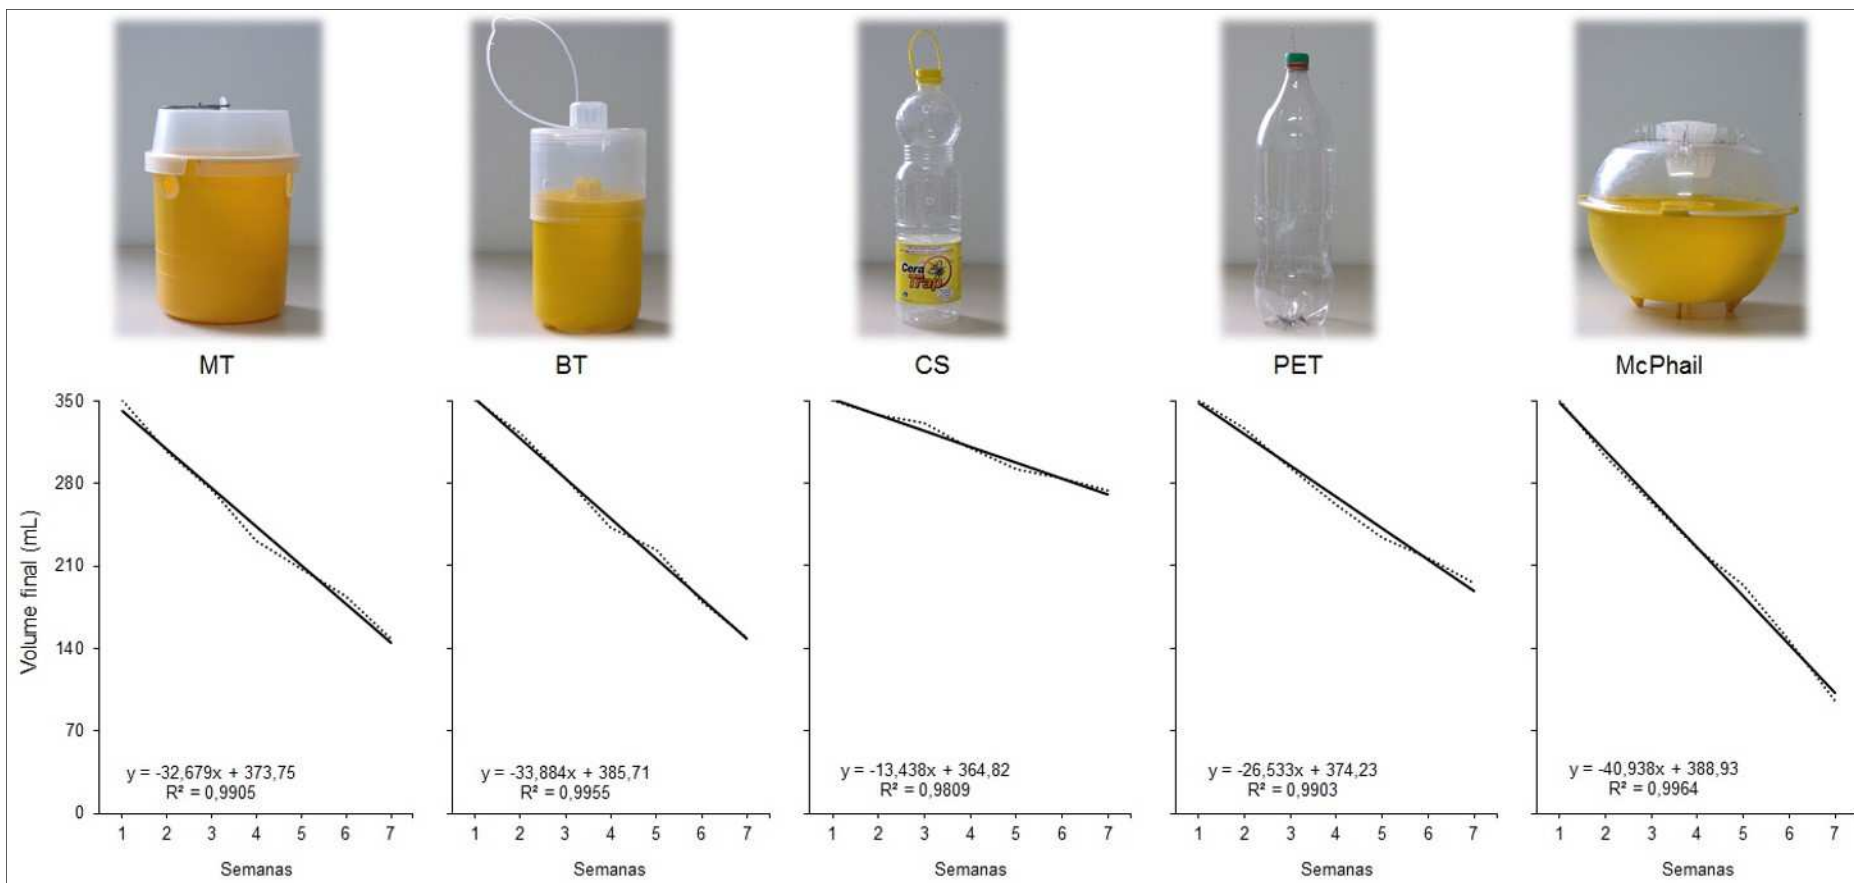 Cera
Trap
MT
BT
CS
PET
McPhail
Volume final (mL)
350
280
210
140
70
0
y = -32,679x + 373,75
R² = 0,9905
1 2 3 4 5 6 7
Semanas
y = -33,884x + 385,71
R² = 0,9955
1 2 3 4 5 6 7
Semanas
y = -13,438x + 364,82
R² = 0,9809
1 2 3 4 5 6 7
Semanas
y = -26,533x + 374,23
R² = 0,9903
1 2 3 4 5 6 7
Semanas
y = -40,938x + 388,93
R² = 0,9964
1 2 3 4 5 6 7
Semanas